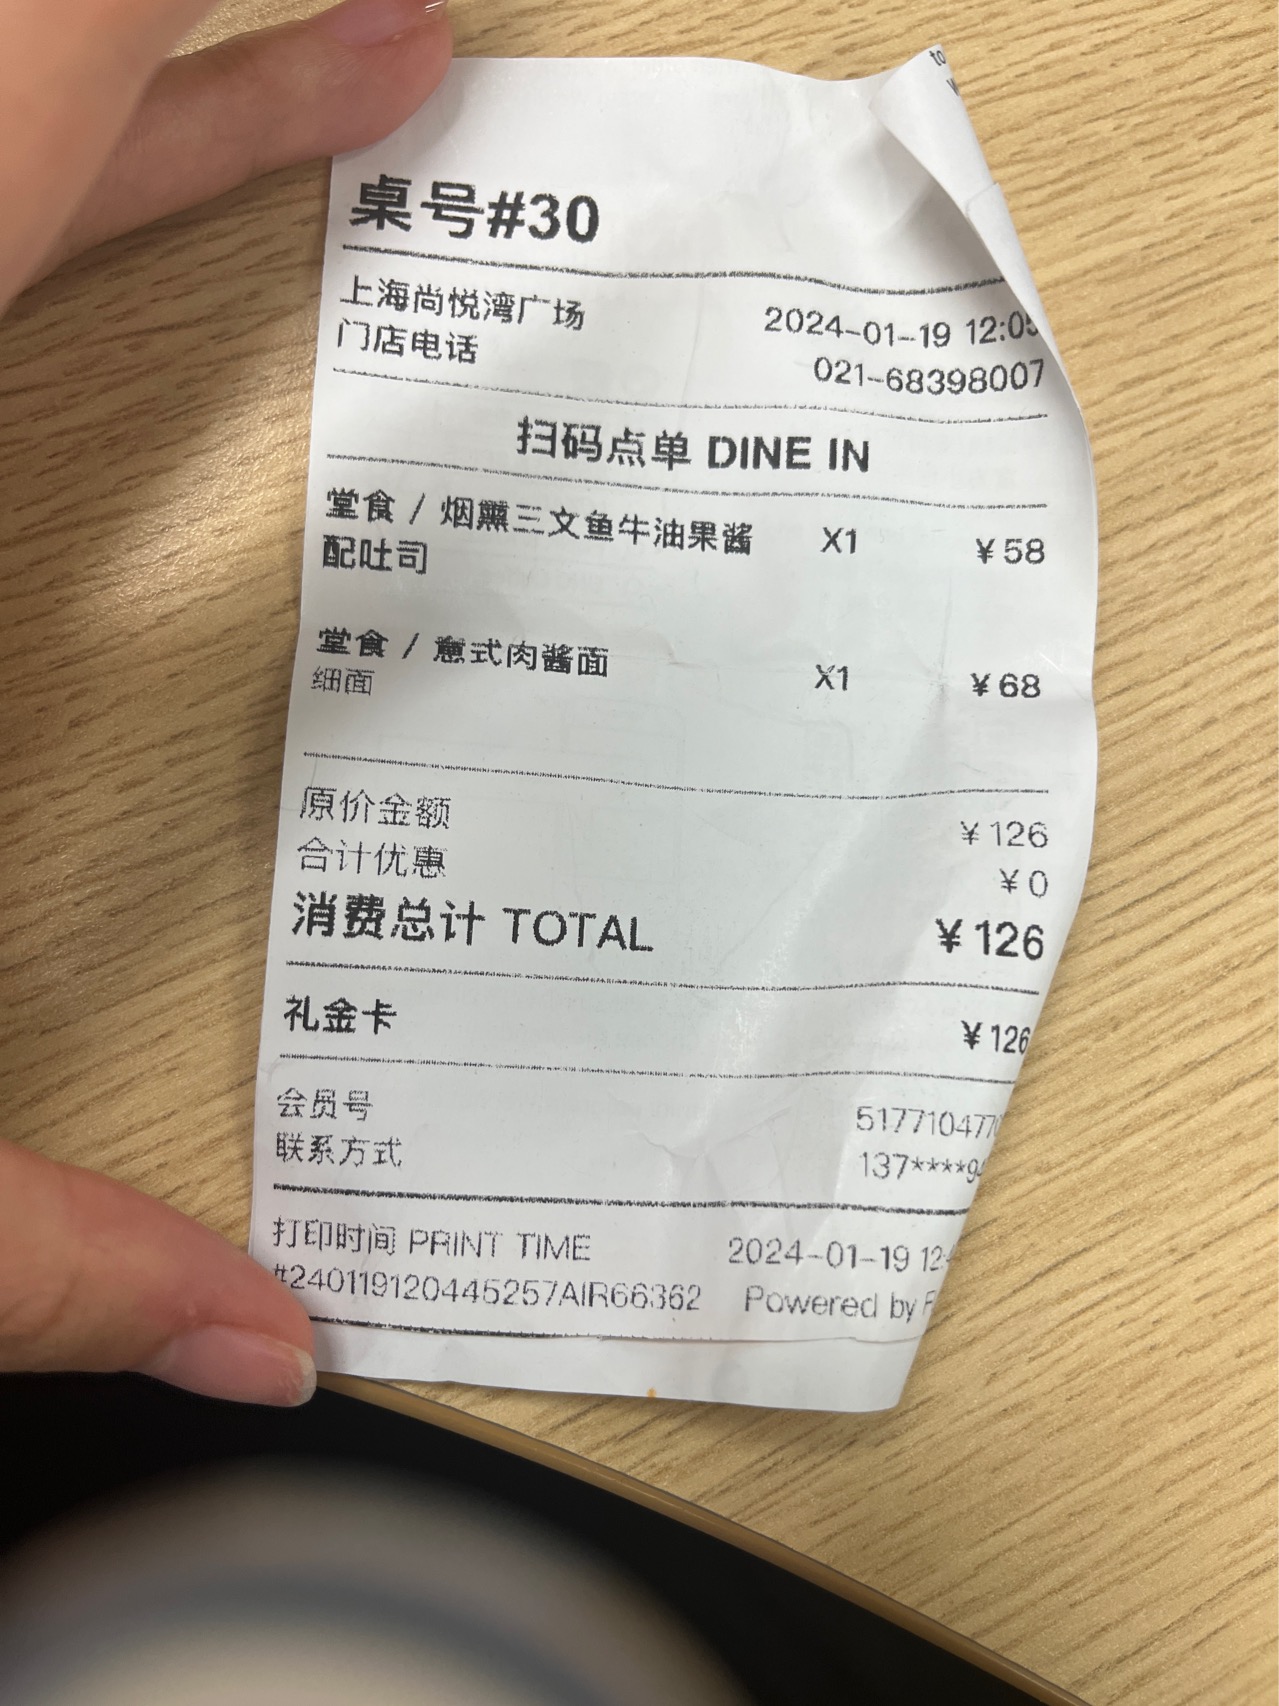 to
桌号#30
上海尚悦湾广场 2024-01-19 12:05
门店电话 021-68398007
扫码点单 DINE IN
堂食 / 烟熏三文鱼牛油果酱 X1 ¥58
配吐司
堂食 / 意式肉酱面 X1 ¥68
细面
原价金额 ¥126
合计优惠 ¥0
消费总计 TOTAL ¥126
礼金卡 ¥126
会员号 517710477
联系方式 137****9
打印时间 PRINT TIME 2024-01-19 12:
#240119120445257AIR66362 Powered by